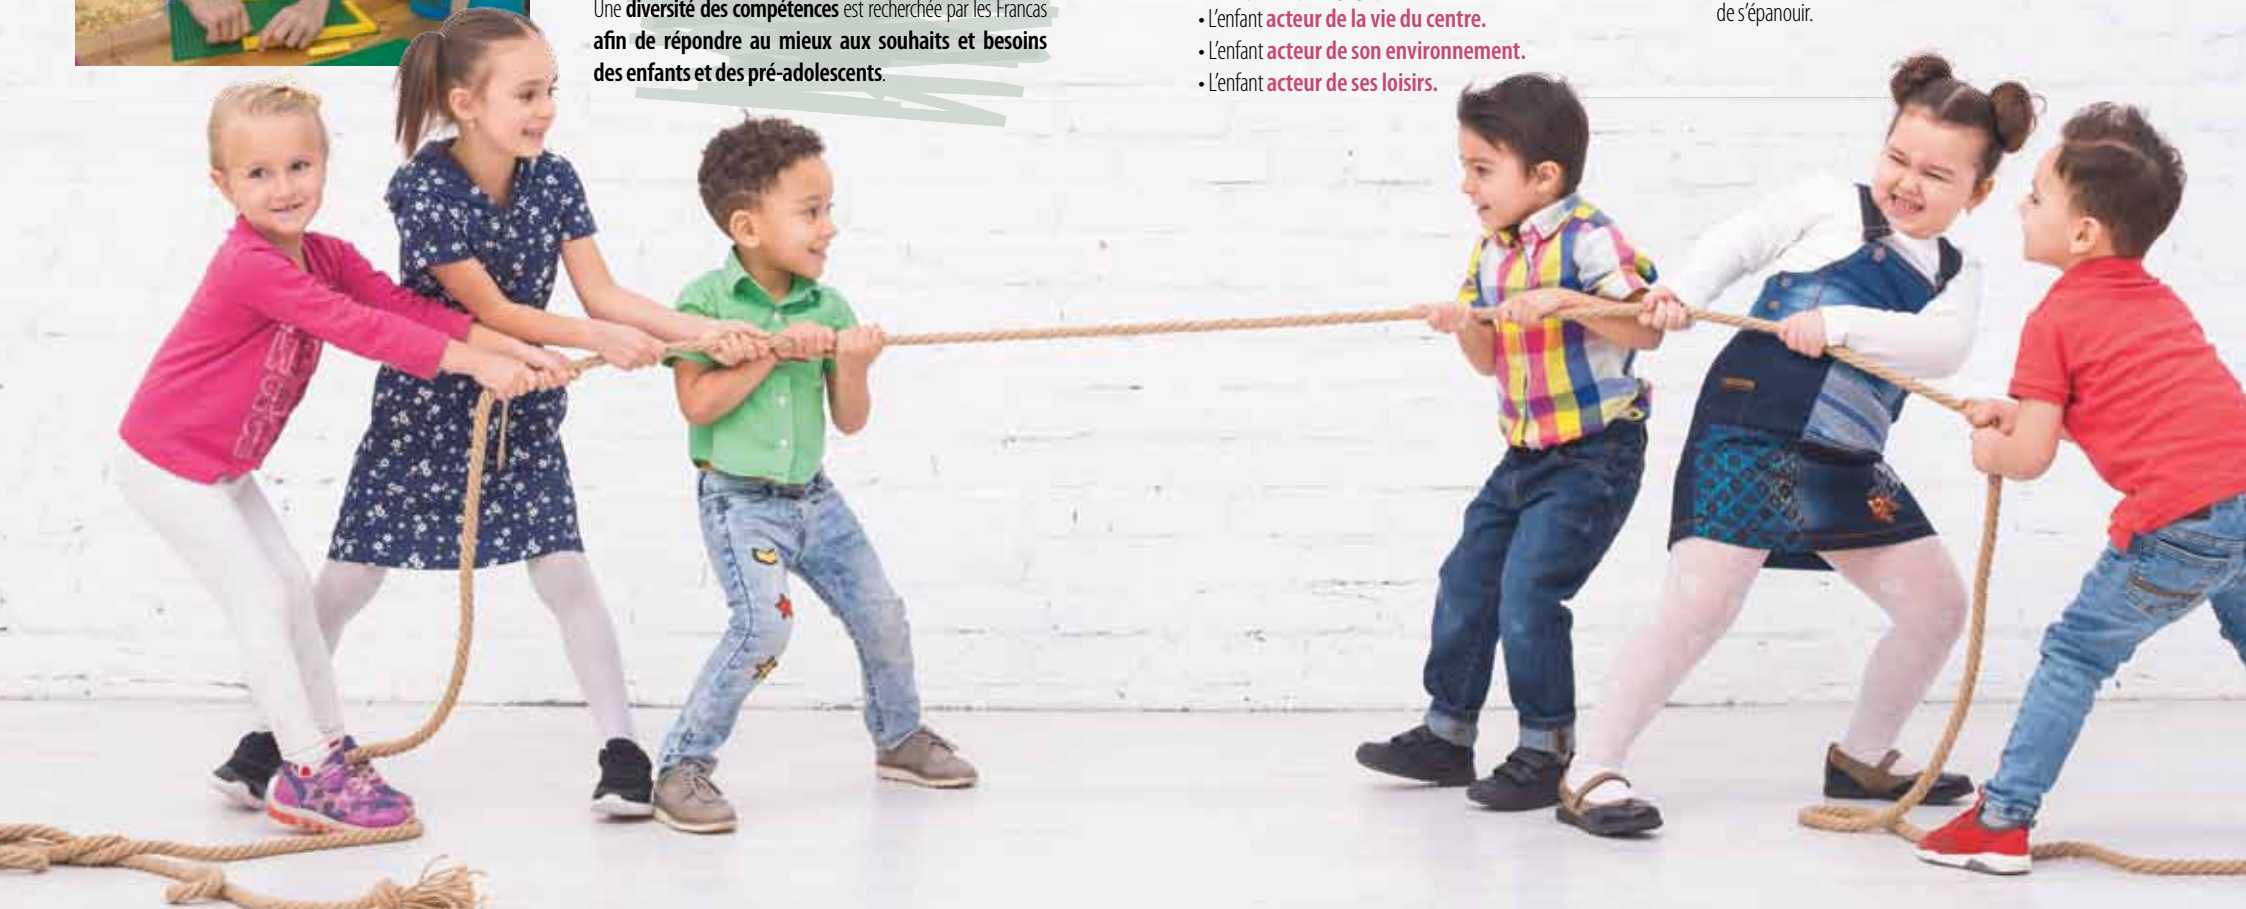 Une diversité des compétences est recherchée par les Francas
afin de répondre au mieux aux souhaits et besoins
des enfants et des pré-adolescents.
• L'enfant acteur de la vie du centre.
• L'enfant acteur de son environnement.
• L'enfant acteur de ses loisirs.
de s'épanouir.